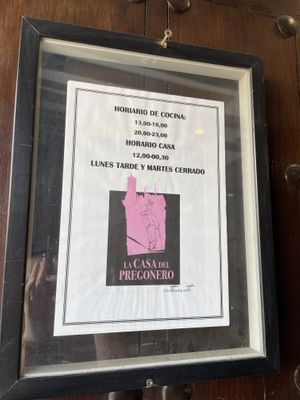 HORIARIO DE COCINA:
13,00-16,00
20,00-23,00
HORARIO CASA
12,00-00,30
LUNES TARDE Y MARTES CERRADO
LA CASA DEL
PREGONERO